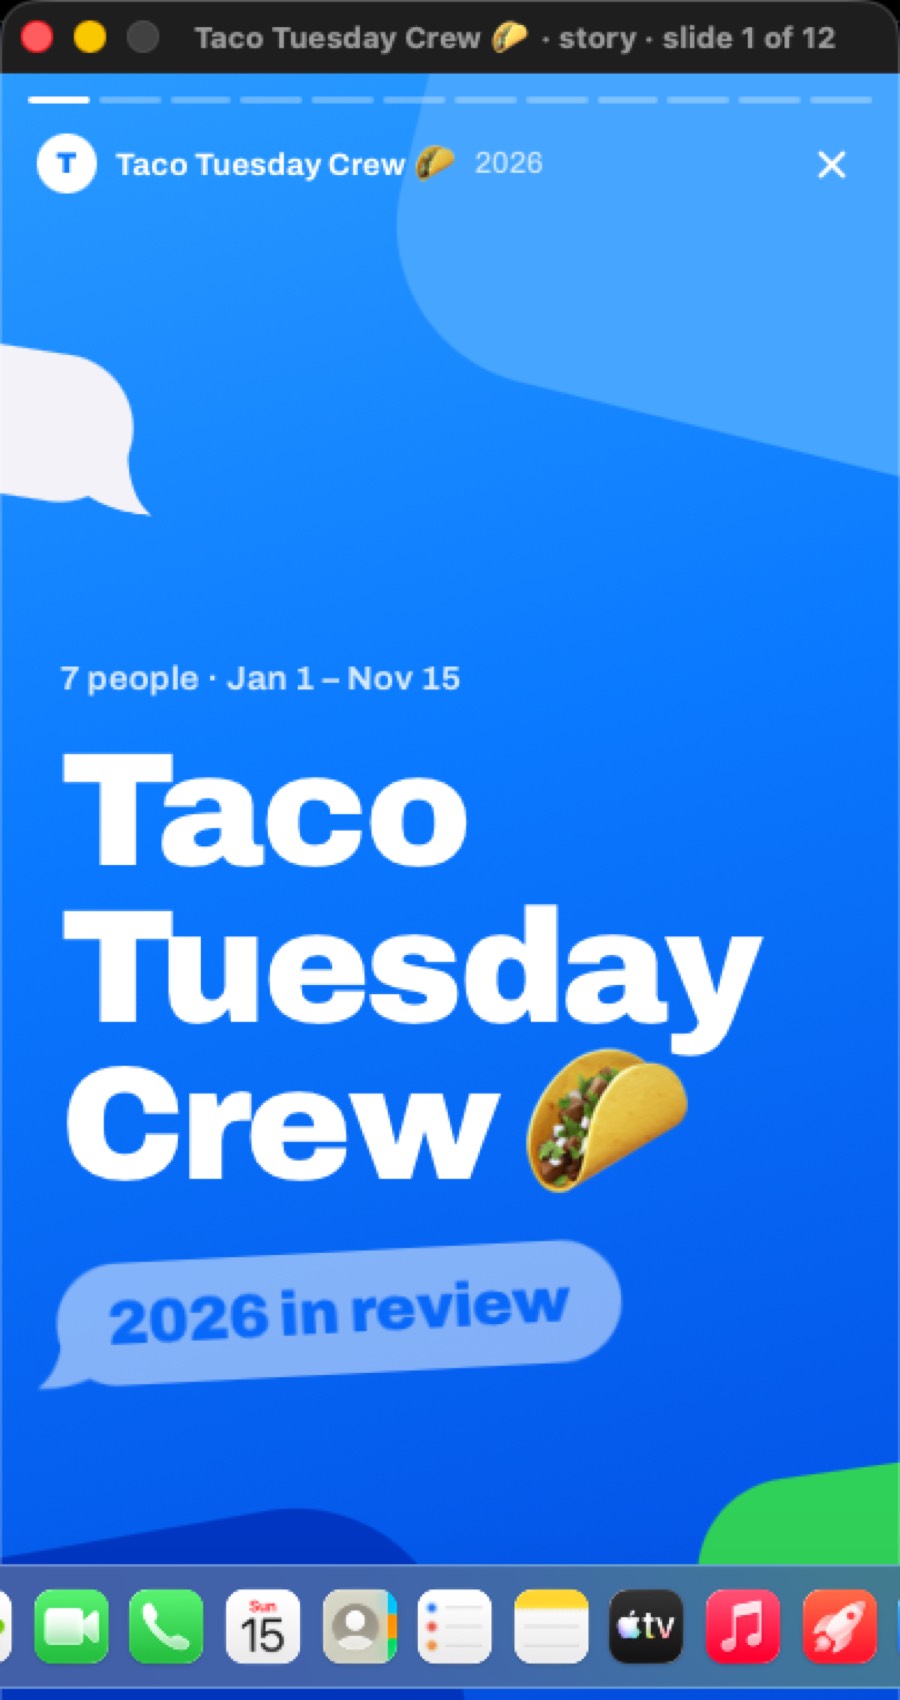 Taco Tuesday Crew 🌮 · story · slide 1 of 12
T Taco Tuesday Crew 🌮 2026
7 people · Jan 1 – Nov 15
Taco
Tuesday
Crew 🌮
2026 in review
Sun
15
tv